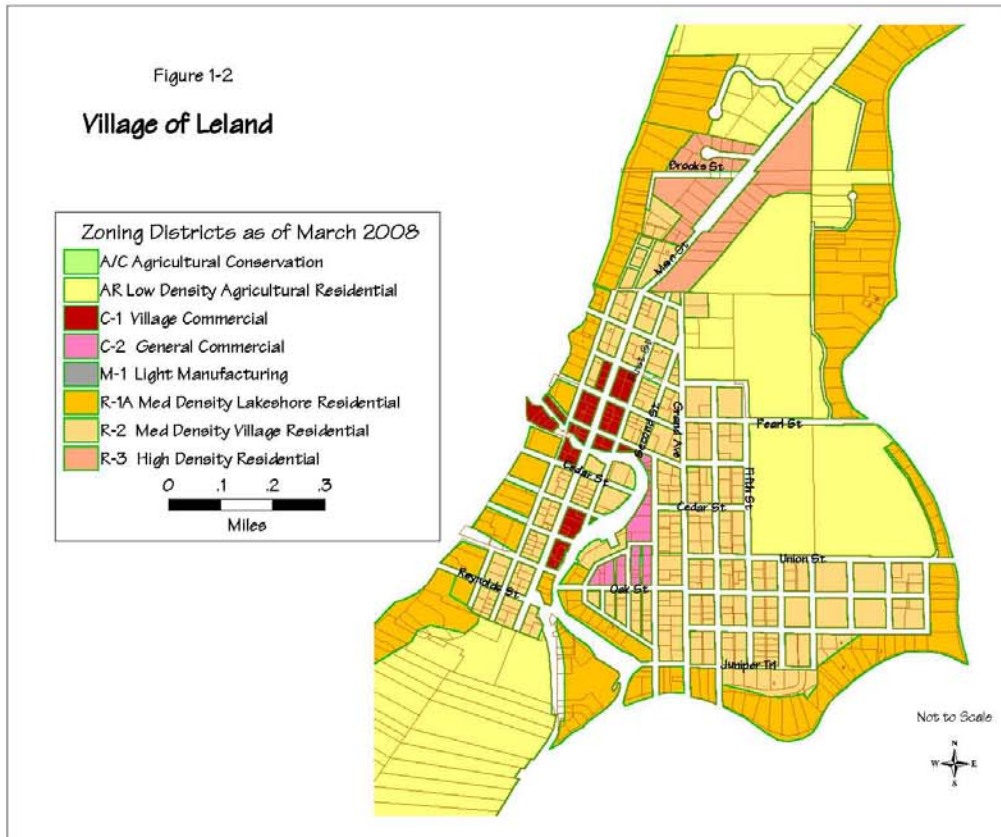 Figure 1-2
Village of Leland
Zoning Districts as of March 2008
A/C Agricultural Conservation
AR Low Density Agricultural Residential
C-1 Village Commercial
C-2 General Commercial
M-1 Light Manufacturing
R-1A Med Density Lakeshore Residential
R-2 Med Density Village Residential
R-3 High Density Residential
0 .1 .2 .3
Miles
Brooks St.
Main St
Second St
Grand Ave
Pearl St.
Fifth St.
Cedar St.
Cedar St.
Union St.
Reynolds St.
Oak St.
Juniper Trl
Not to Scale
N
W E
S